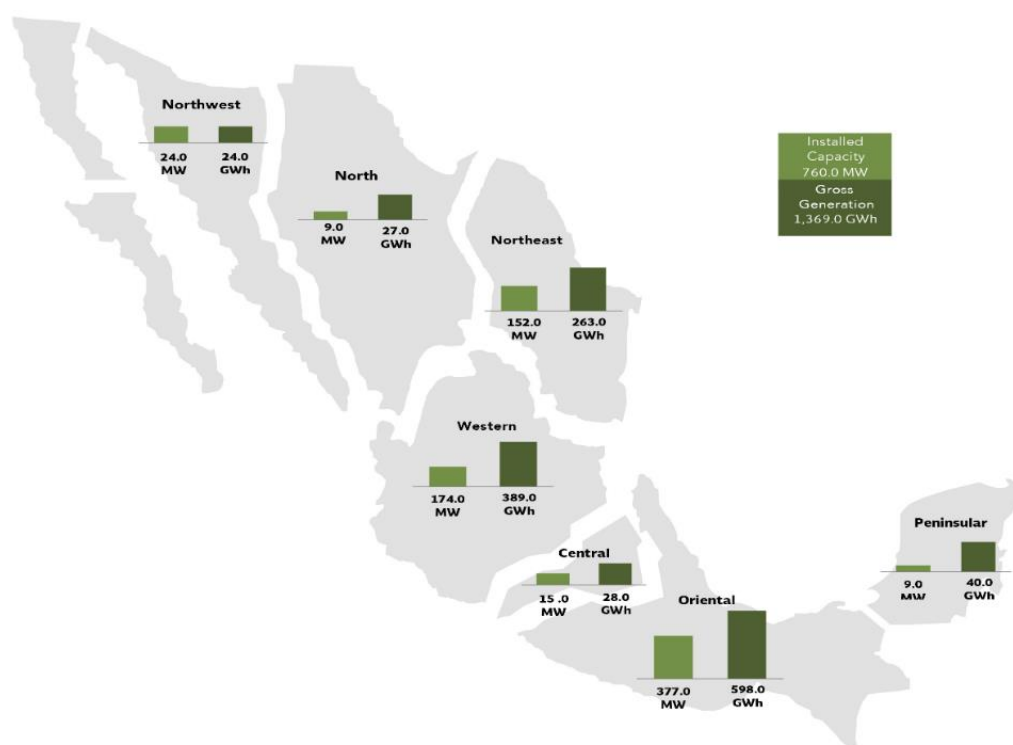 Northwest
24.0
MW
24.0
GWh
North
9.0
MW
27.0
GWh
Installed
Capacity
760.0 MW
Gross
Generation
1,369.0 GWh
Northeast
152.0
MW
263.0
GWh
Western
174.0
MW
389.0
GWh
Central
15 .0
MW
28.0
GWh
Peninsular
9.0
MW
40.0
GWh
Oriental
377.0
MW
598.0
GWh